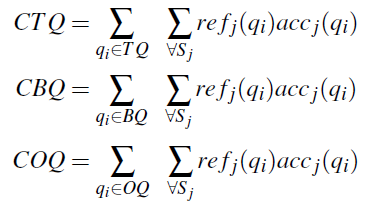 CTQ = ∑_{q_i∈TQ} ∑_{∀S_j} ref_j(q_i)acc_j(q_i)
CBQ = ∑_{q_i∈BQ} ∑_{∀S_j} ref_j(q_i)acc_j(q_i)
COQ = ∑_{q_i∈OQ} ∑_{∀S_j} ref_j(q_i)acc_j(q_i)